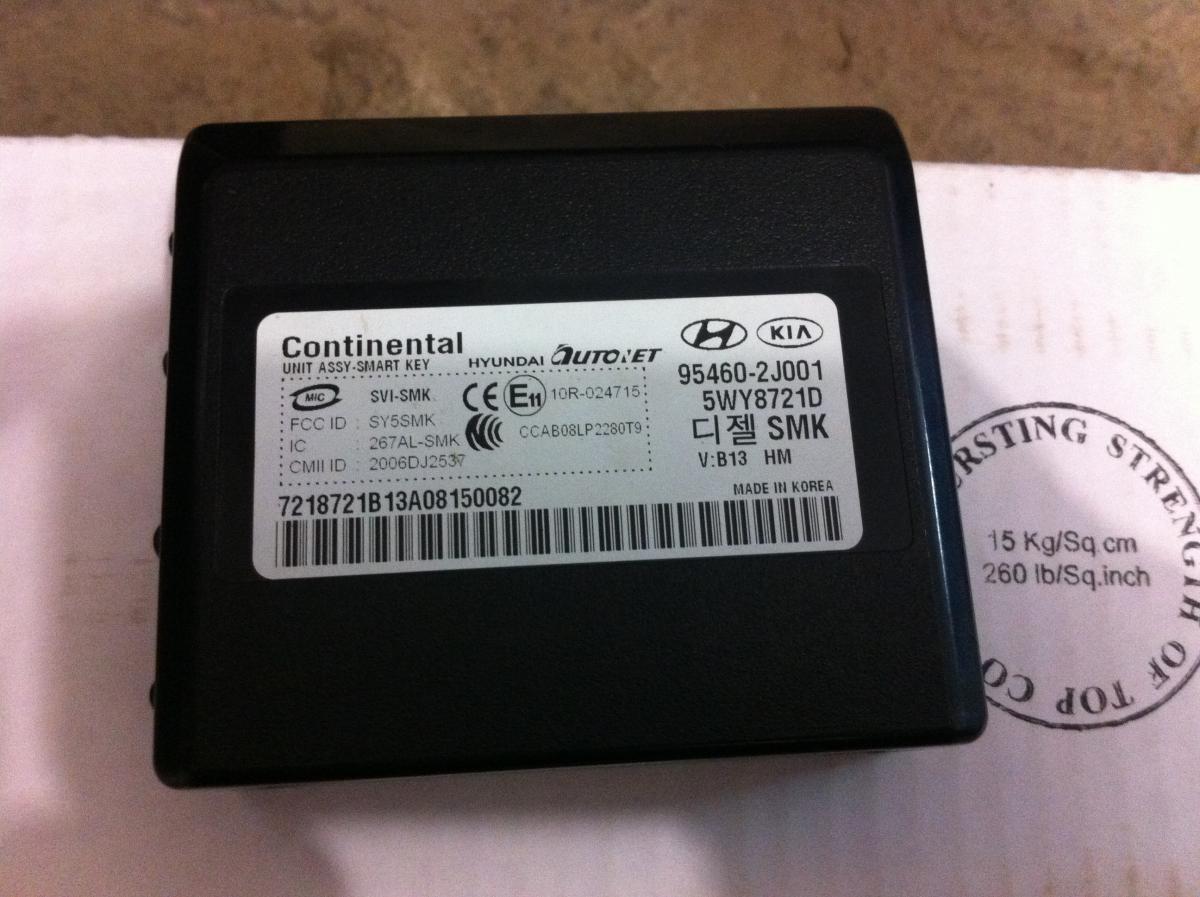 Continental
UNIT ASSY-SMART KEY
HYUNDAI AUTONET
KIA
MIC SVI-SMK
FCC ID : SY5SMK
IC : 267AL-SMK
CMII ID : 2006DJ2537
CE E11 10R-024715
CCC CCAB08LP2280T9
95460-2J001
5WY8721D
디젤 SMK
V:B13 HM
7218721B13A08150082
MADE IN KOREA
RSTING STRENGTH OF TOP CO
15 Kg/Sq.cm
260 lb/Sq.inch